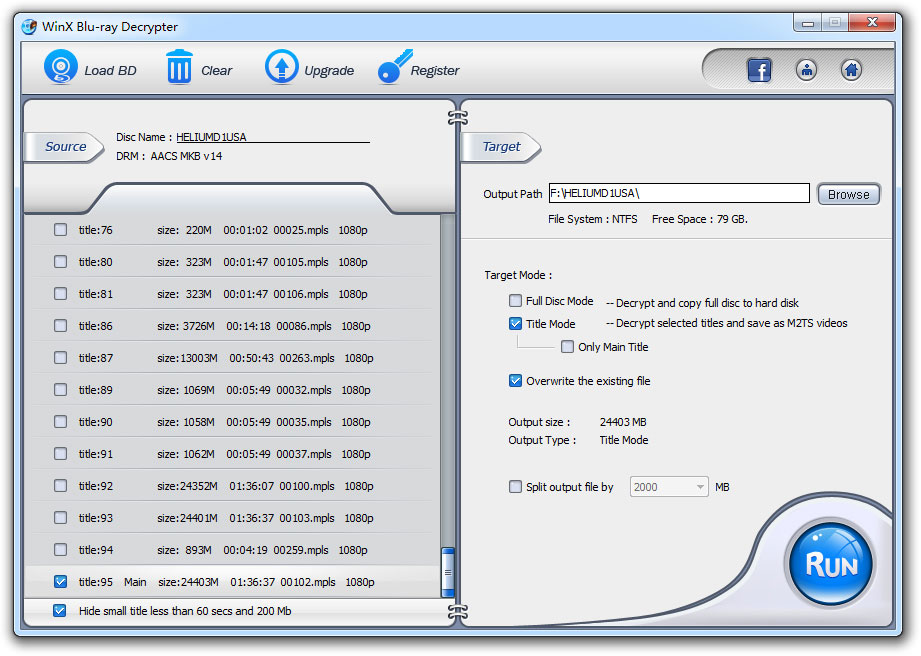 WinX Blu-ray Decrypter
Load BD
Clear
Upgrade
Register
f
Source
Disc Name : HELIUMD1USA
DRM : AACS MKB v14
title:76 size: 220M 00:01:02 00025.mpls 1080p
title:80 size: 323M 00:01:47 00105.mpls 1080p
title:81 size: 323M 00:01:47 00106.mpls 1080p
title:86 size: 3726M 00:14:18 00086.mpls 1080p
title:87 size:13003M 00:50:43 00263.mpls 1080p
title:89 size: 1069M 00:05:49 00032.mpls 1080p
title:90 size: 1058M 00:05:49 00035.mpls 1080p
title:91 size: 1062M 00:05:49 00037.mpls 1080p
title:92 size:24352M 01:36:07 00100.mpls 1080p
title:93 size:24401M 01:36:37 00103.mpls 1080p
title:94 size: 893M 00:04:19 00259.mpls 1080p
title:95 Main size:24403M 01:36:37 00102.mpls 1080p
Hide small title less than 60 secs and 200 Mb
Target
Output Path F:\HELIUMD1USA\ Browse
File System : NTFS Free Space : 79 GB.
Target Mode :
Full Disc Mode -- Decrypt and copy full disc to hard disk
Title Mode -- Decrypt selected titles and save as M2TS videos
Only Main Title
Overwrite the existing file
Output size : 24403 MB
Output Type : Title Mode
Split output file by 2000 MB
RUN